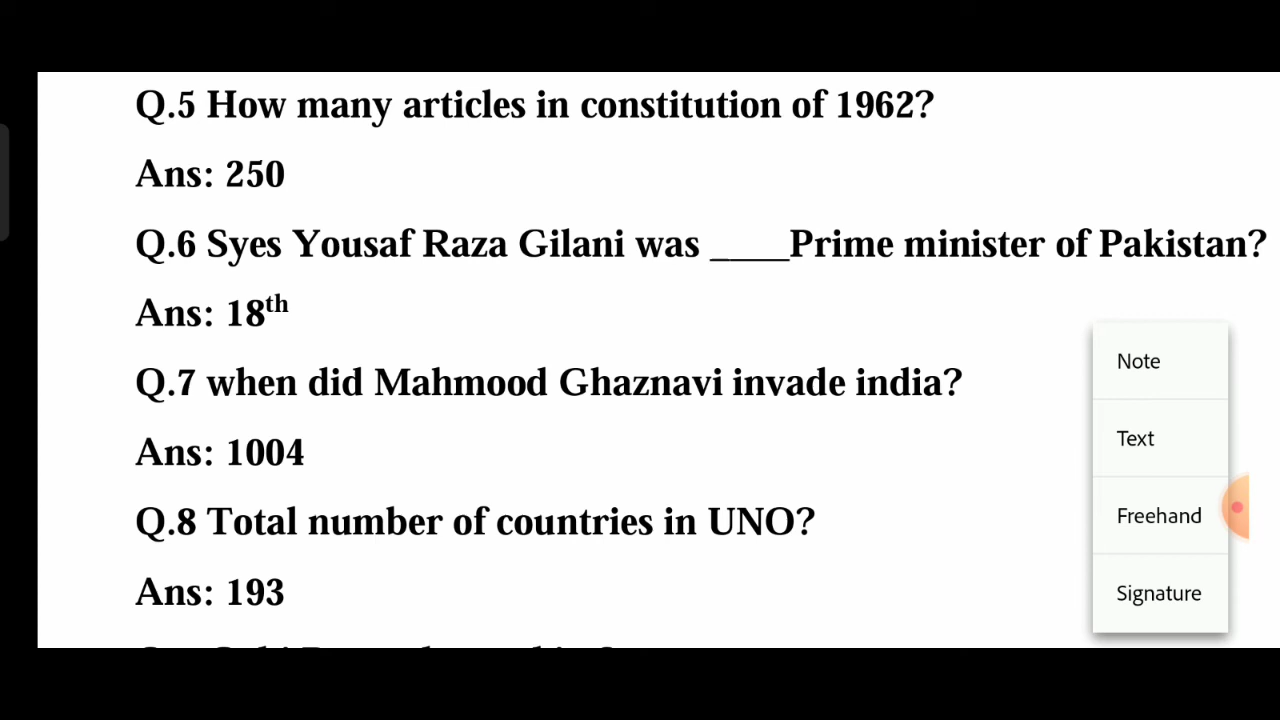 Q.5 How many articles in constitution of 1962?
Ans: 250
Q.6 Syes Yousaf Raza Gilani was ____Prime minister of Pakistan?
Ans: 18th
Q.7 when did Mahmood Ghaznavi invade india?
Ans: 1004
Q.8 Total number of countries in UNO?
Ans: 193
Note
Text
Freehand
Signature